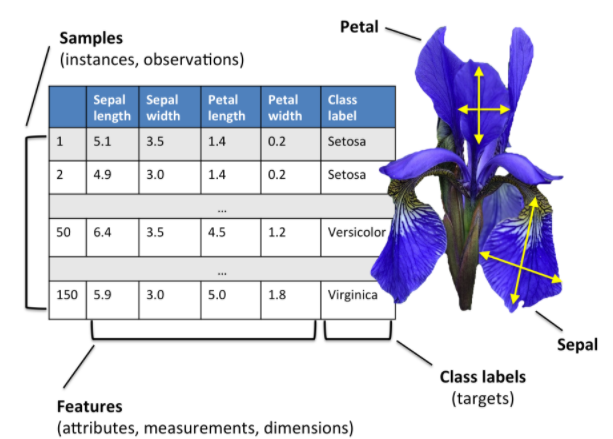 Samples
(instances, observations)
Petal
Sepal length Sepal width Petal length Petal width Class label
1 5.1 3.5 1.4 0.2 Setosa
2 4.9 3.0 1.4 0.2 Setosa
...
50 6.4 3.5 4.5 1.2 Versicolor
...
150 5.9 3.0 5.0 1.8 Virginica
Sepal
Class labels
(targets)
Features
(attributes, measurements, dimensions)